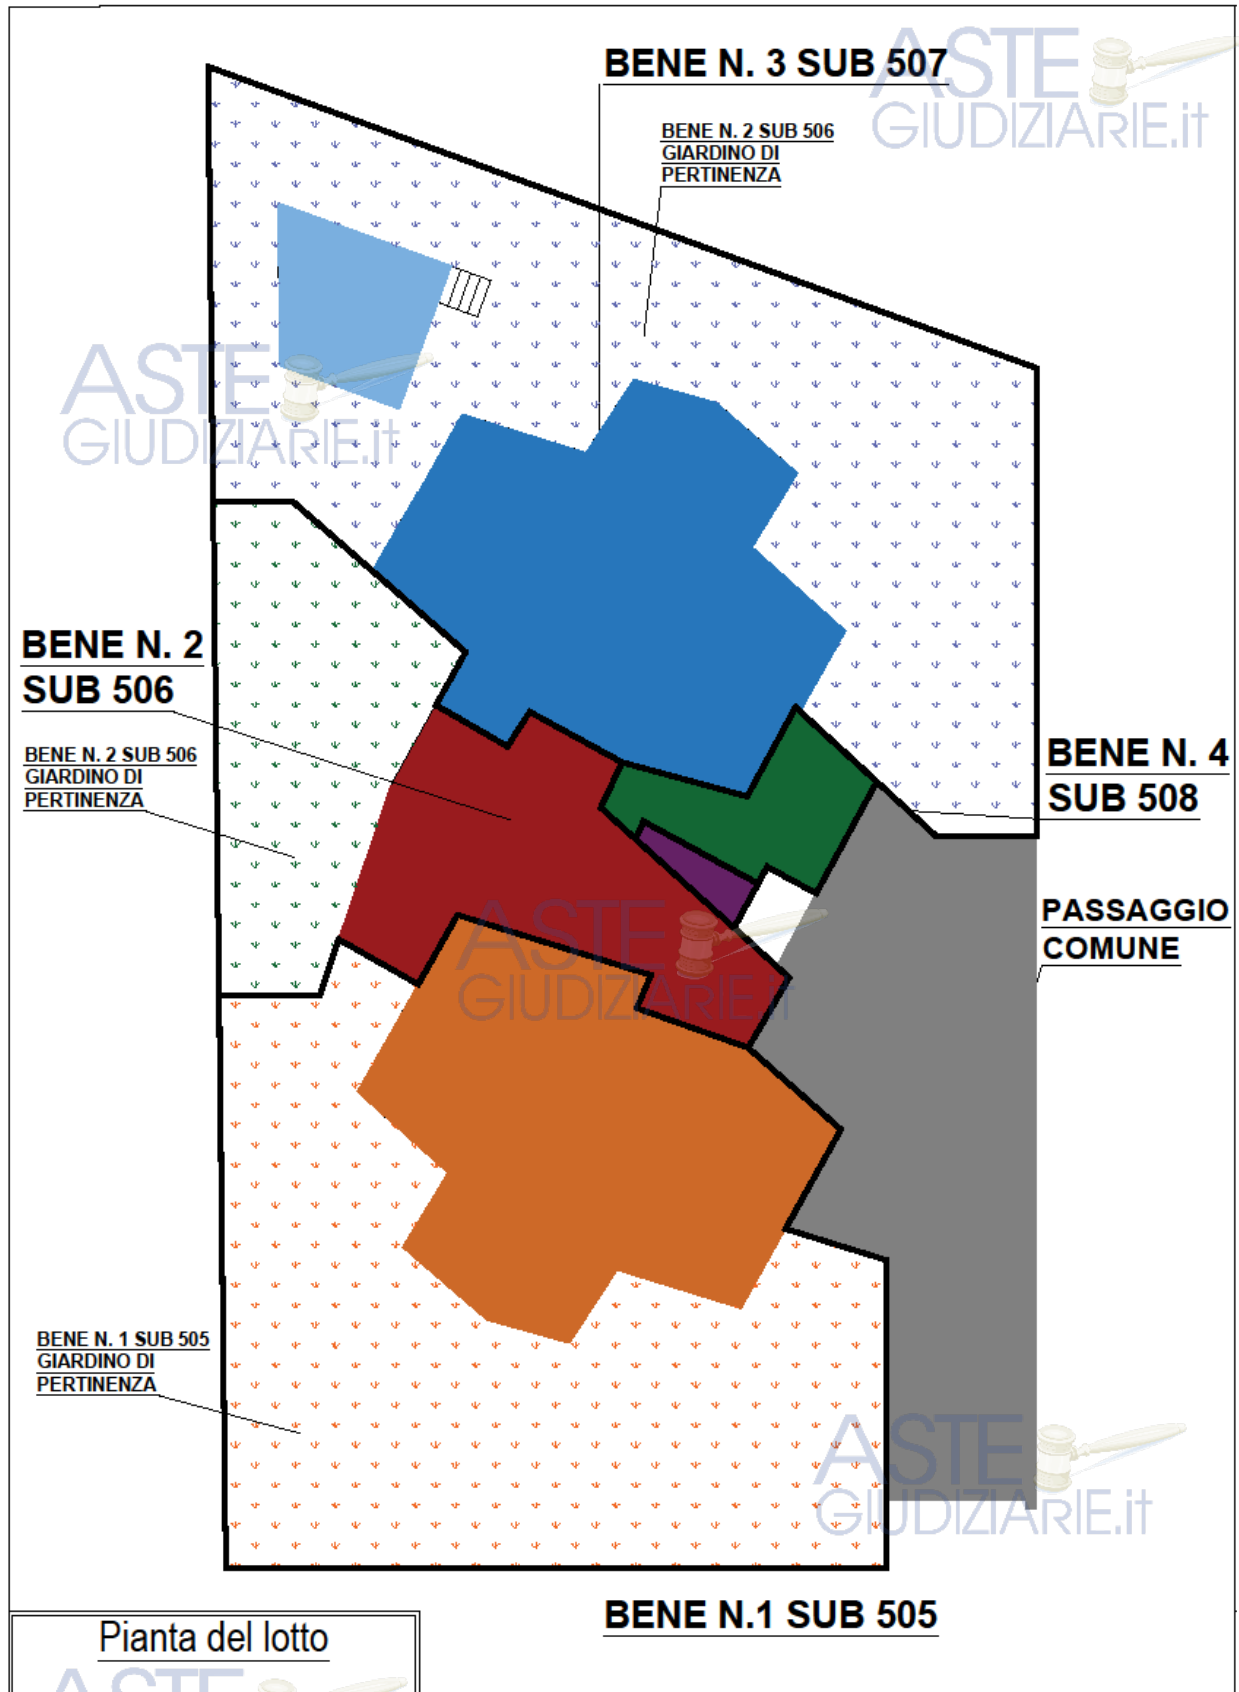 BENE N. 3 SUB 507
ASTE
GIUDIZIARIE.it
BENE N. 2 SUB 506
GIARDINO DI
PERTINENZA
ASTE
GIUDIZIARIE.it
BENE N. 2
SUB 506
BENE N. 2 SUB 506
GIARDINO DI
PERTINENZA
BENE N. 4
SUB 508
PASSAGGIO
COMUNE
ASTE
GIUDIZIARIE.it
BENE N. 1 SUB 505
GIARDINO DI
PERTINENZA
ASTE
GIUDIZIARIE.it
BENE N.1 SUB 505
Pianta del lotto
ASTE